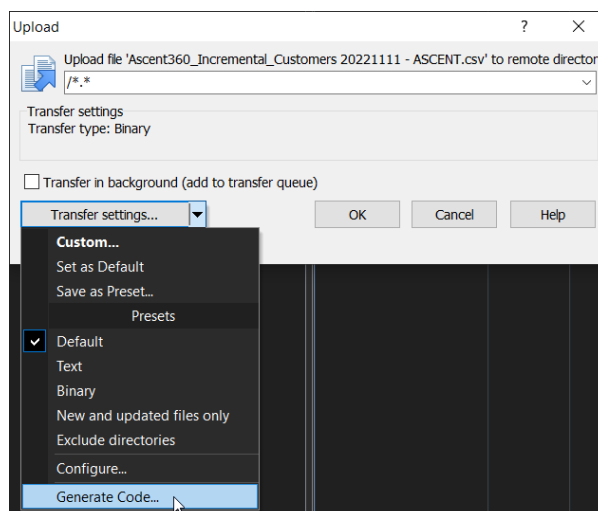 Upload
?
Upload file 'Ascent360_Incremental_Customers 20221111 - ASCENT.csv' to remote director
/*.*
Transfer settings
Transfer type: Binary
Transfer in background (add to transfer queue)
Transfer settings...
OK
Cancel
Help
Custom...
Set as Default
Save as Preset...
Presets
Default
Text
Binary
New and updated files only
Exclude directories
Configure...
Generate Code...